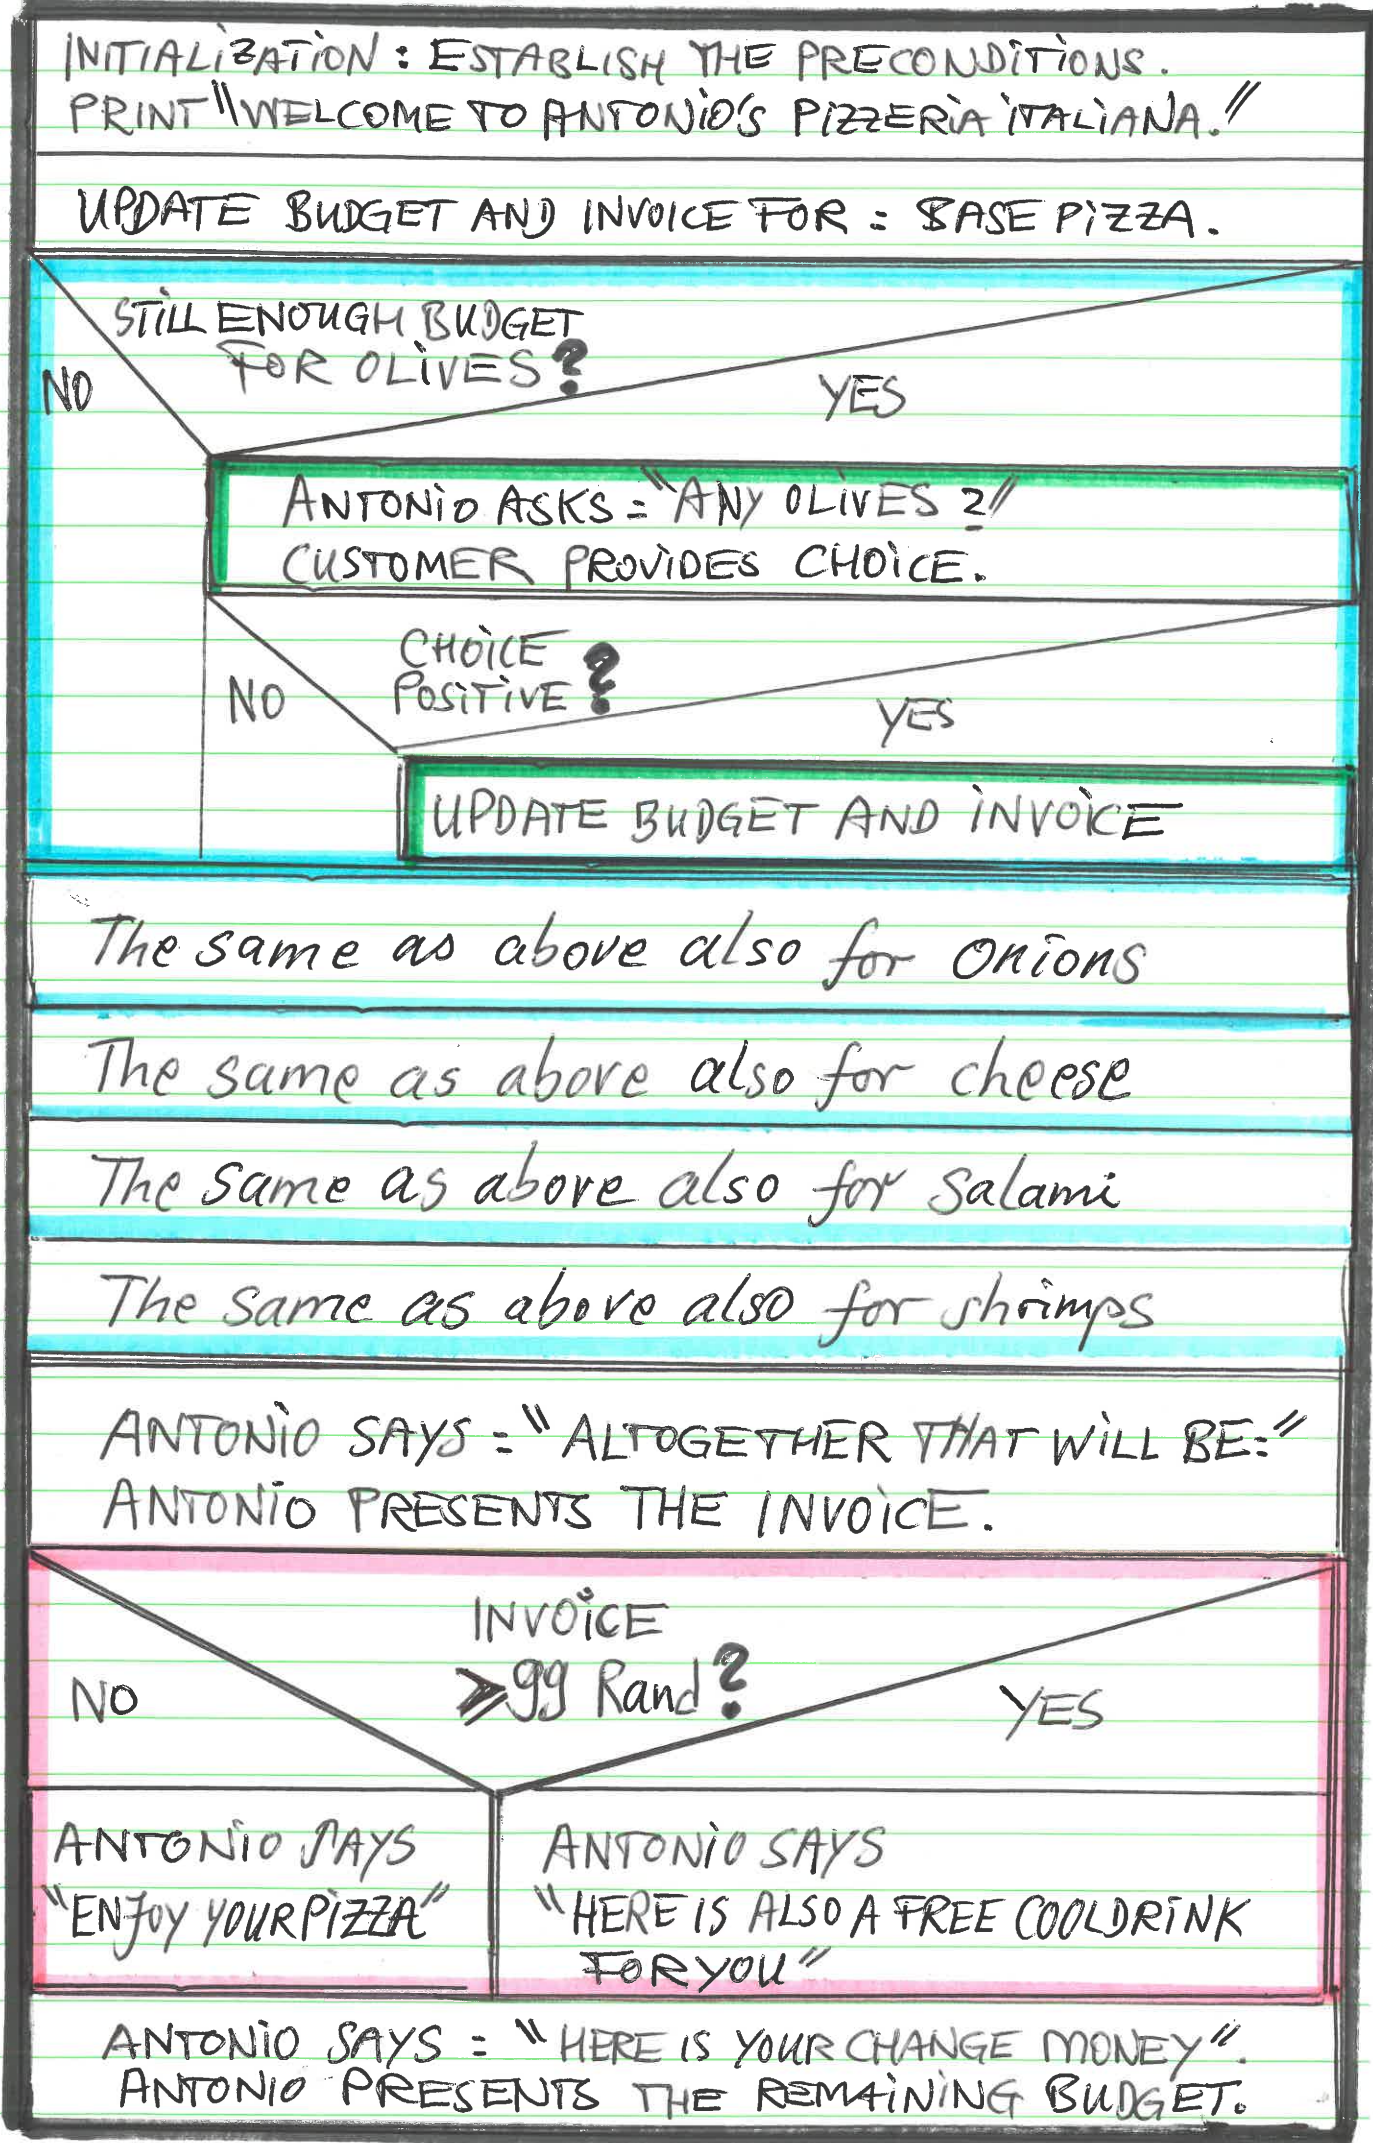 INITIALIZATION: ESTABLISH THE PRECONDITIONS.
PRINT "WELCOME TO ANTONIO'S PIZZERIA ITALIANA."
UPDATE BUDGET AND INVOICE FOR: BASE PIZZA.
STILL ENOUGH BUDGET
FOR OLIVES?
NO
YES
ANTONIO ASKS: "ANY OLIVES?"
CUSTOMER PROVIDES CHOICE.
CHOICE
POSITIVE?
NO
YES
UPDATE BUDGET AND INVOICE
The same as above also for onions
The same as above also for cheese
The same as above also for salami
The same as above also for shrimps
ANTONIO SAYS: "ALTOGETHER THAT WILL BE:"
ANTONIO PRESENTS THE INVOICE.
INVOICE
≥99 Rand?
NO
YES
ANTONIO SAYS
"ENJOY YOUR PIZZA"
ANTONIO SAYS
"HERE IS ALSO A FREE COOLDRINK
FOR YOU"
ANTONIO SAYS: "HERE IS YOUR CHANGE MONEY".
ANTONIO PRESENTS THE REMAINING BUDGET.